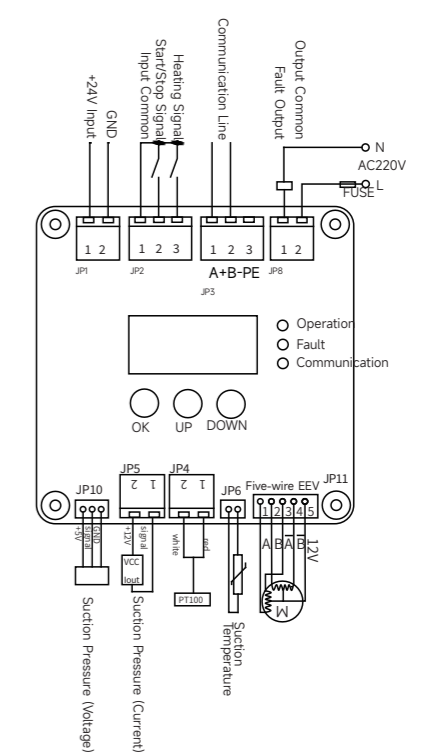 +24V Input
GND
Input Common
Start/Stop Signal
Heating Signal
Communication Line
Fault Output
Output Common
N
AC220V
L
FUSE
1 2
1 2 3
1 2 3
1 2
JP1
JP2
A+B-PE
JP8
JP3
Operation
Fault
Communication
OK
UP
DOWN
JP10
JP5
JP4
JP6
Five-wire EEV
JP11
2 1
2 1
1 2 3 4 5
+5V
signal
GND
+12V
signal
white
red
A B A̅ B̅ 12V
VCC
Iout
PT100
M
Suction Pressure (Voltage)
Suction Pressure (Current)
Suction
Temperature